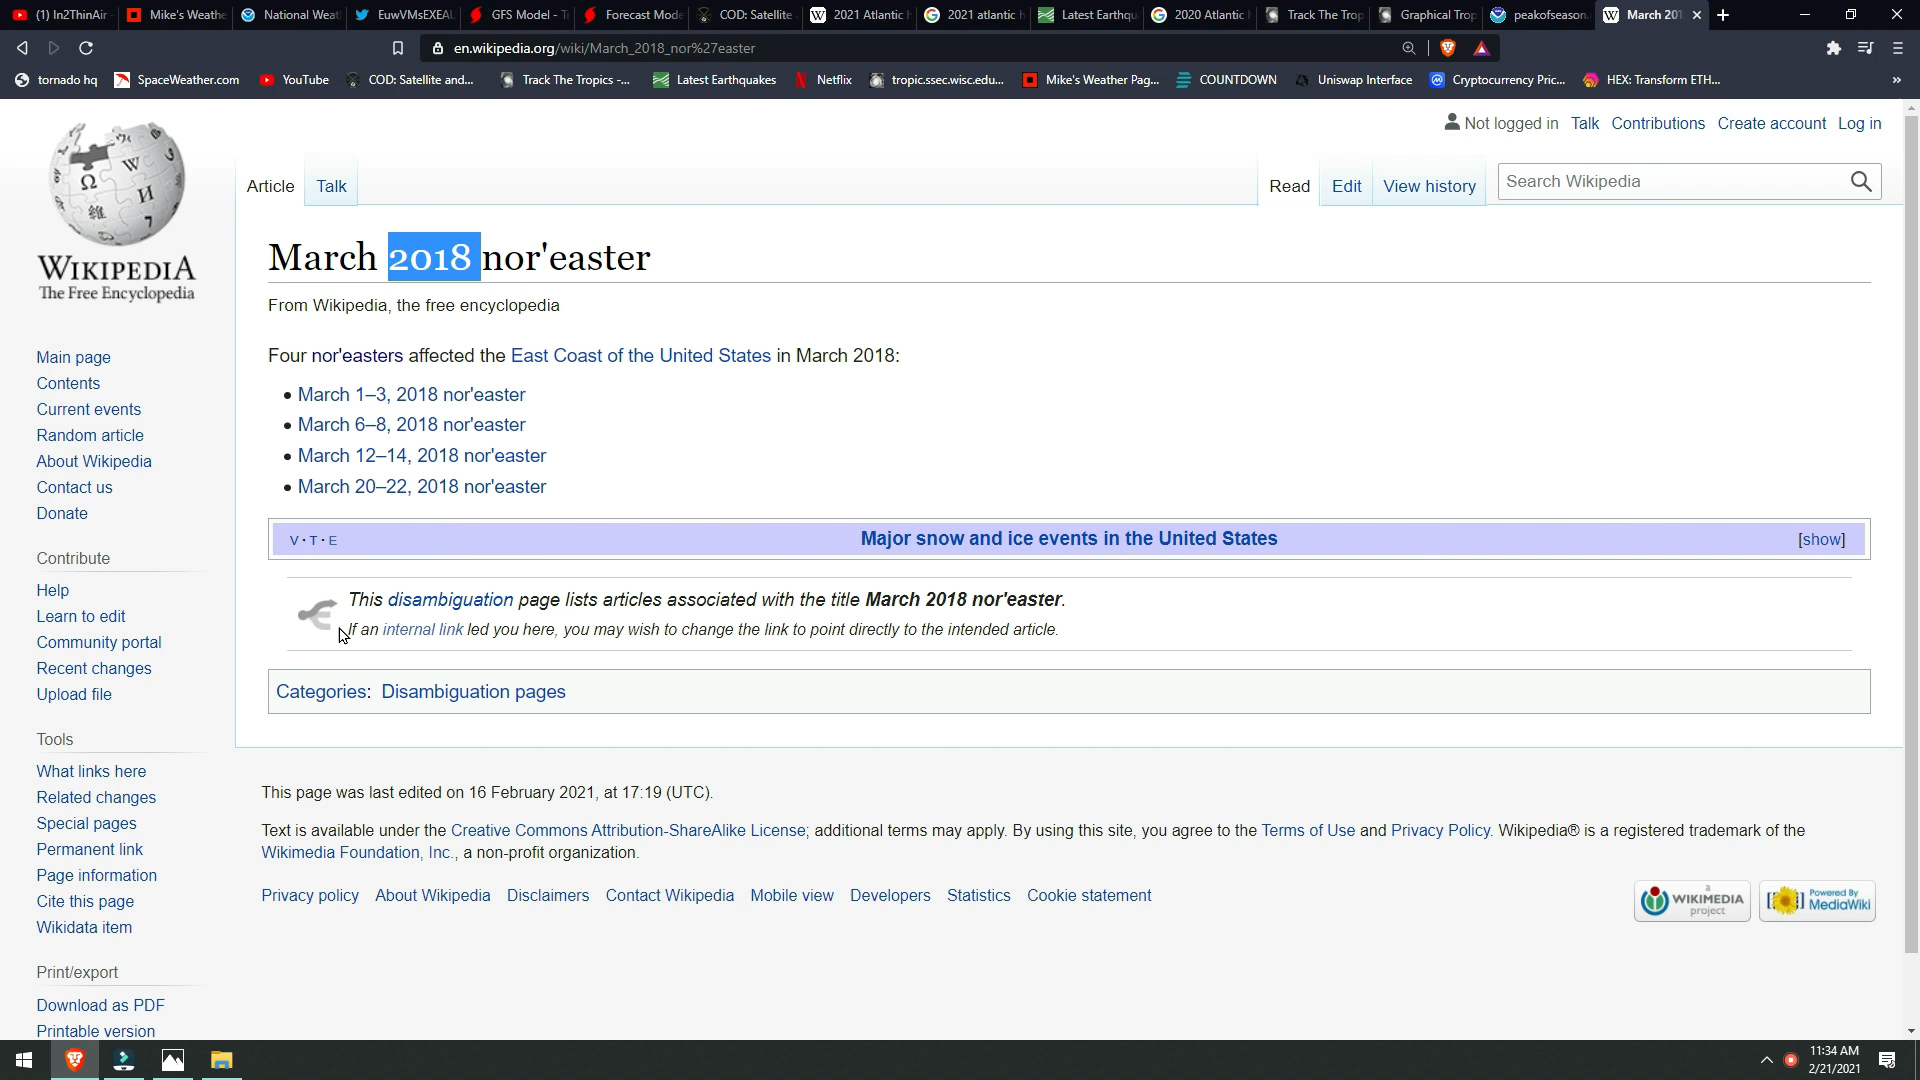 (1) In2ThinAir
Mike's Weathe
National Weat
EuwVMsEXEAU
GFS Model - T
Forecast Mode
COD: Satellite
2021 Atlantic h
2021 atlantic h
Latest Earthqu
2020 Atlantic h
Track The Trop
Graphical Trop
peakofseason
March 201
en.wikipedia.org/wiki/March_2018_nor%27easter
tornado hq
SpaceWeather.com
YouTube
COD: Satellite and...
Track The Tropics -...
Latest Earthquakes
Netflix
tropic.ssec.wisc.edu...
Mike's Weather Pag...
COUNTDOWN
Uniswap Interface
Cryptocurrency Pric...
HEX: Transform ETH...
»
Not logged in Talk Contributions Create account Log in
Article Talk
Read Edit View history
Search Wikipedia
WIKIPEDIA
The Free Encyclopedia
March 2018 nor'easter
From Wikipedia, the free encyclopedia
Four nor'easters affected the East Coast of the United States in March 2018:
• March 1–3, 2018 nor'easter
• March 6–8, 2018 nor'easter
• March 12–14, 2018 nor'easter
• March 20–22, 2018 nor'easter
V · T · E
Major snow and ice events in the United States
[show]
This disambiguation page lists articles associated with the title March 2018 nor'easter.
If an internal link led you here, you may wish to change the link to point directly to the intended article.
Categories: Disambiguation pages
Main page
Contents
Current events
Random article
About Wikipedia
Contact us
Donate
Contribute
Help
Learn to edit
Community portal
Recent changes
Upload file
Tools
What links here
Related changes
Special pages
Permanent link
Page information
Cite this page
Wikidata item
Print/export
Download as PDF
Printable version
This page was last edited on 16 February 2021, at 17:19 (UTC).
Text is available under the Creative Commons Attribution-ShareAlike License; additional terms may apply. By using this site, you agree to the Terms of Use and Privacy Policy. Wikipedia® is a registered trademark of the
Wikimedia Foundation, Inc., a non-profit organization.
Privacy policy About Wikipedia Disclaimers Contact Wikipedia Mobile view Developers Statistics Cookie statement
a
WIKIMEDIA
project
Powered By
MediaWiki
11:34 AM
2/21/2021